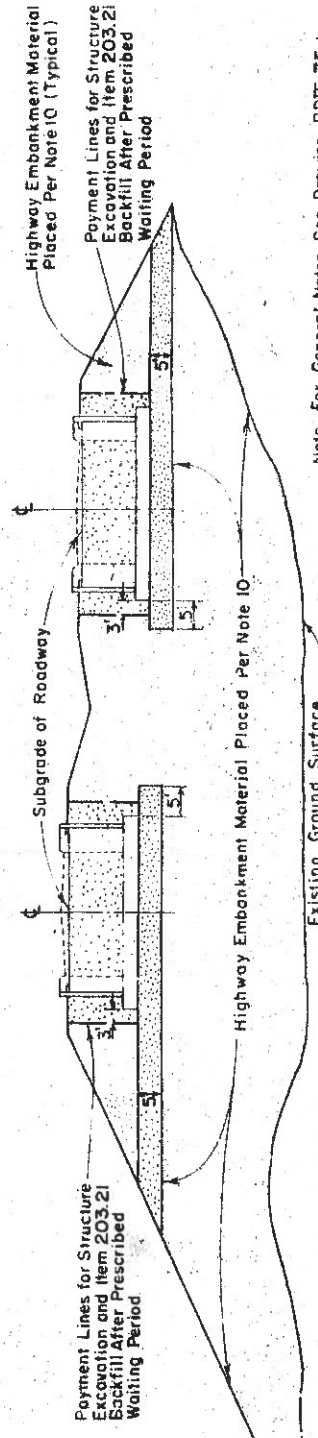 Payment Lines for Structure
Excavation and Item 203.21
Backfill After Prescribed
Waiting Period
3'
5'
5'
℄
Subgrade of Roadway
℄
3'
5'
5'
Highway Embankment Material
Placed Per Note 10 (Typical)
Payment Lines for Structure
Excavation and Item 203.21
Backfill After Prescribed
Waiting Period
Highway Embankment Material Placed Per Note 10
Existing Ground Surface
Note: For General Notes See Drawing